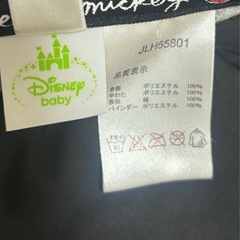 mickey
DISNEY
baby
JLH55801
品質表示
表地 ポリエステル 100%
中わた ポリエステル 100%
裏側 綿 100%
バインダー ポリエステル 100%